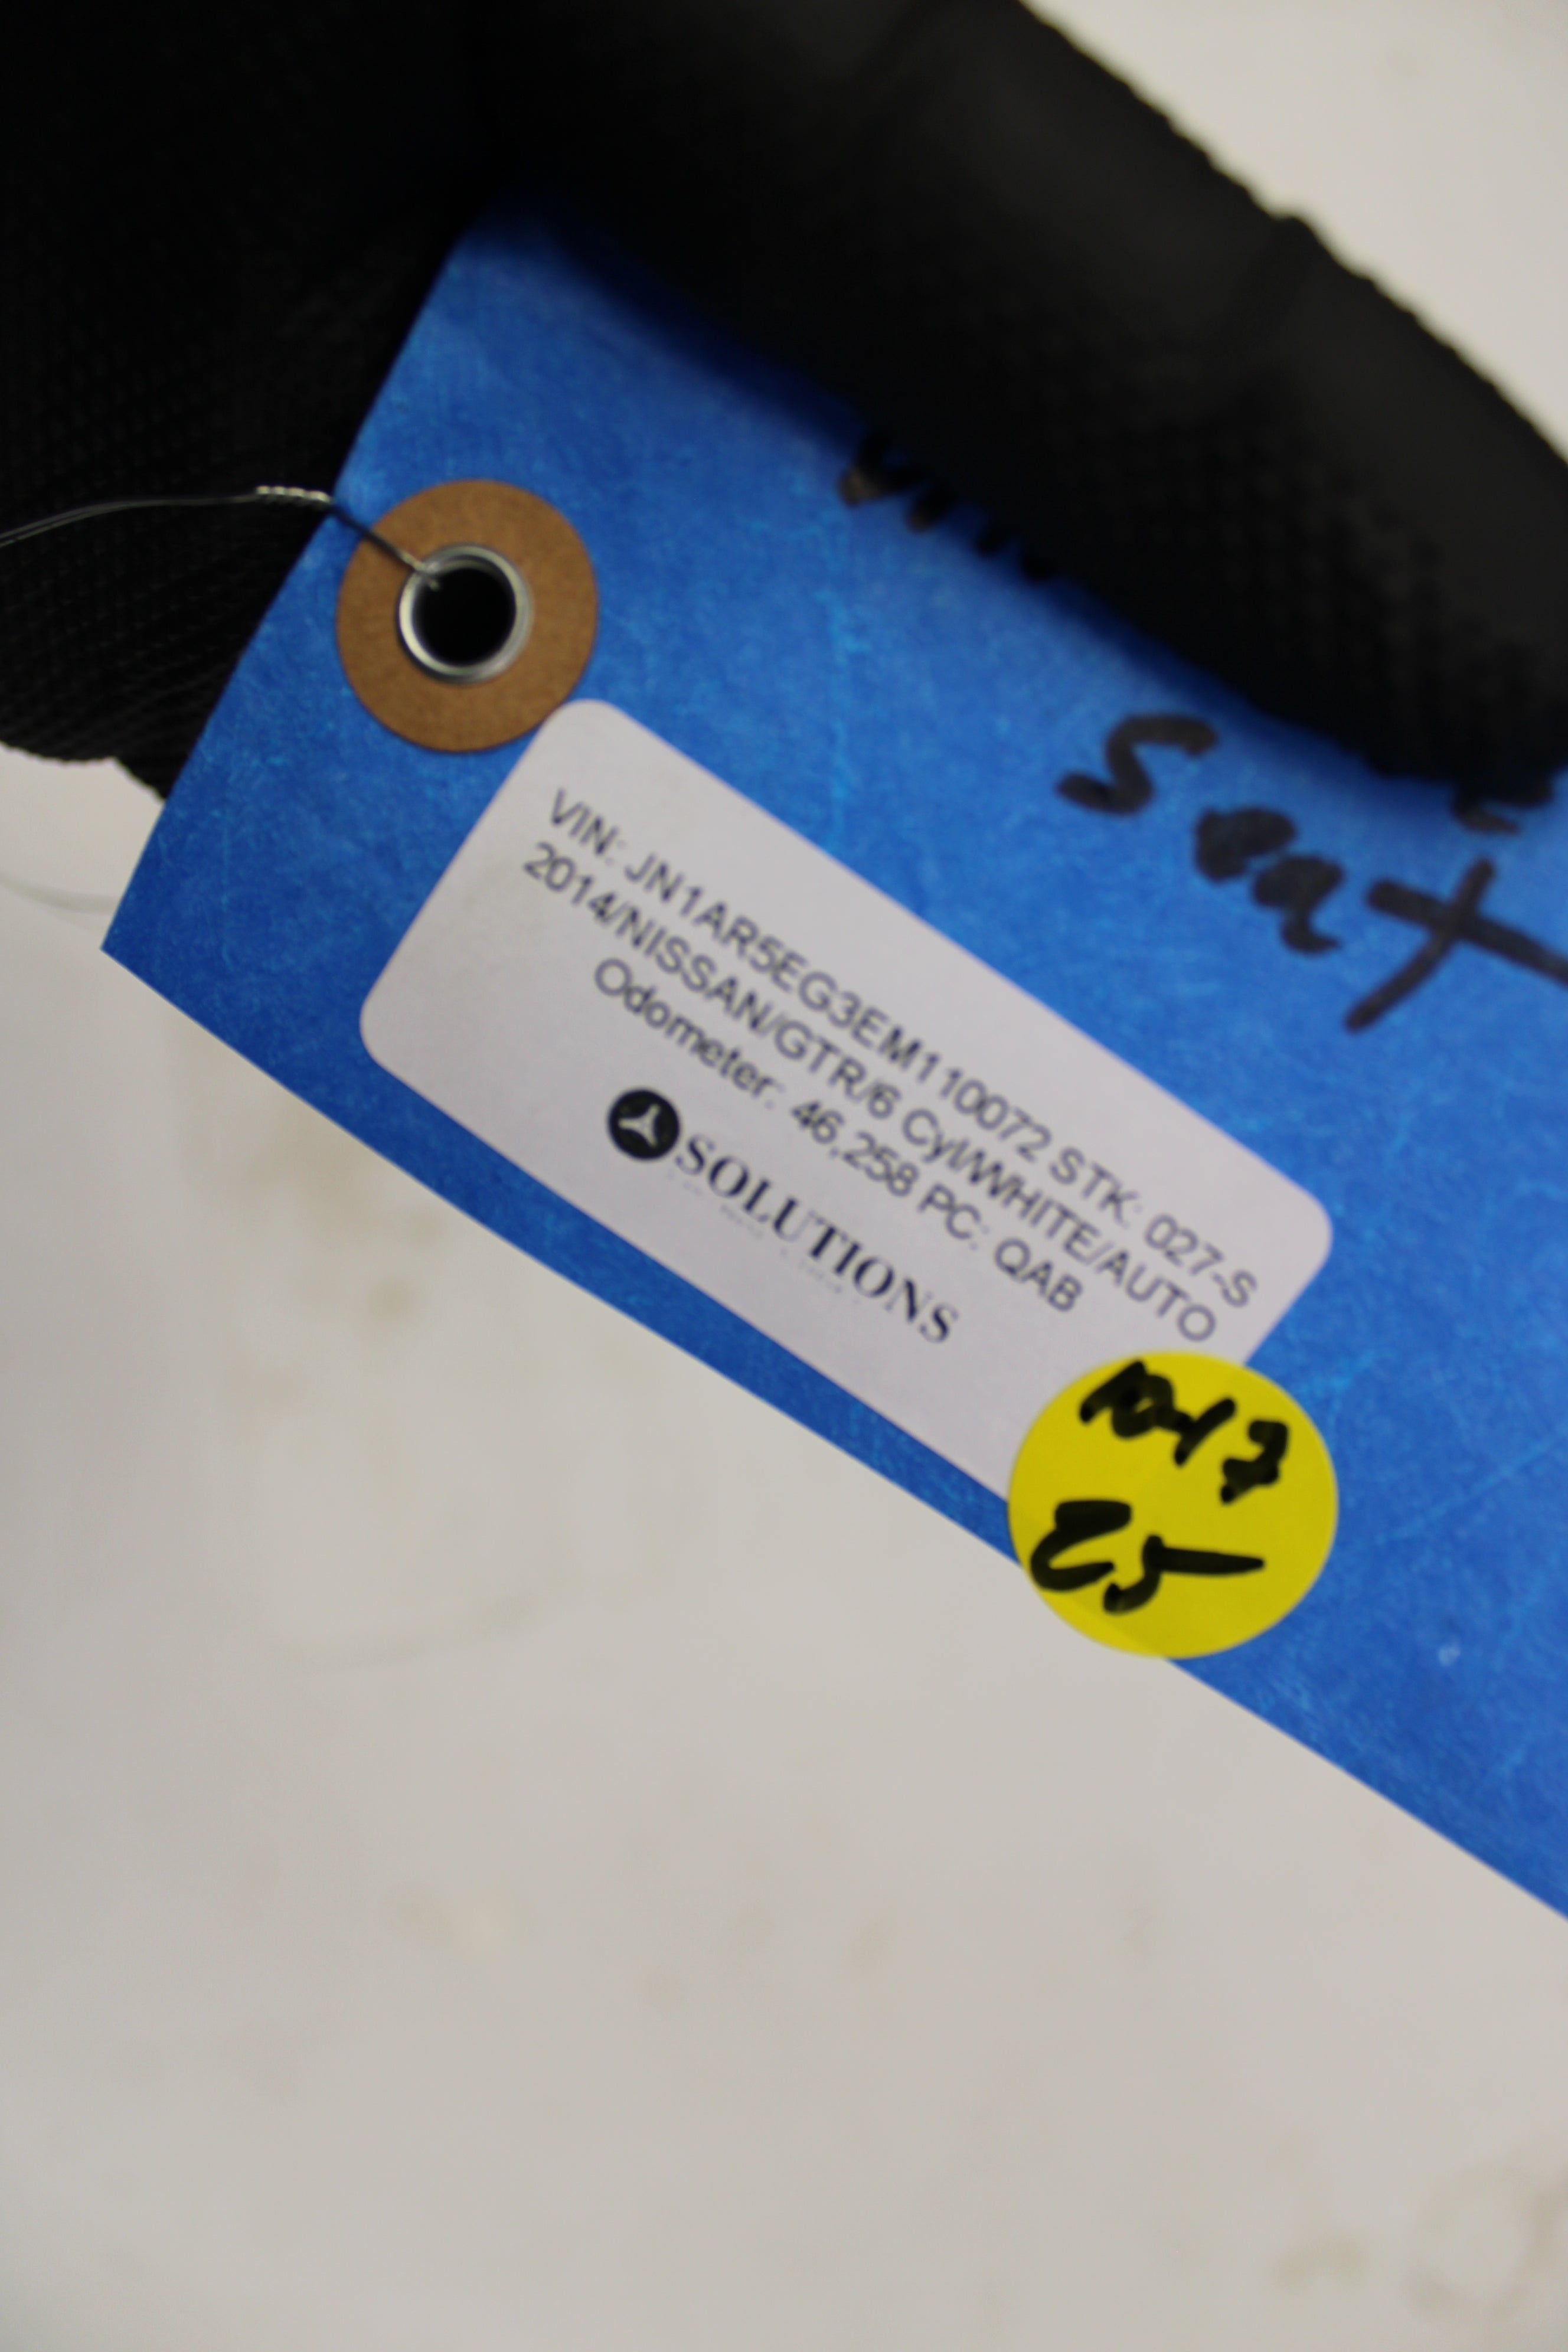 Seat
VIN: JN1AR5EG3EM110072 STK: 027-S
2014/NISSAN/GTR/6 Cyl/WHITE/AUTO
Odometer: 46,258 PC: QAB
SOLUTIONS